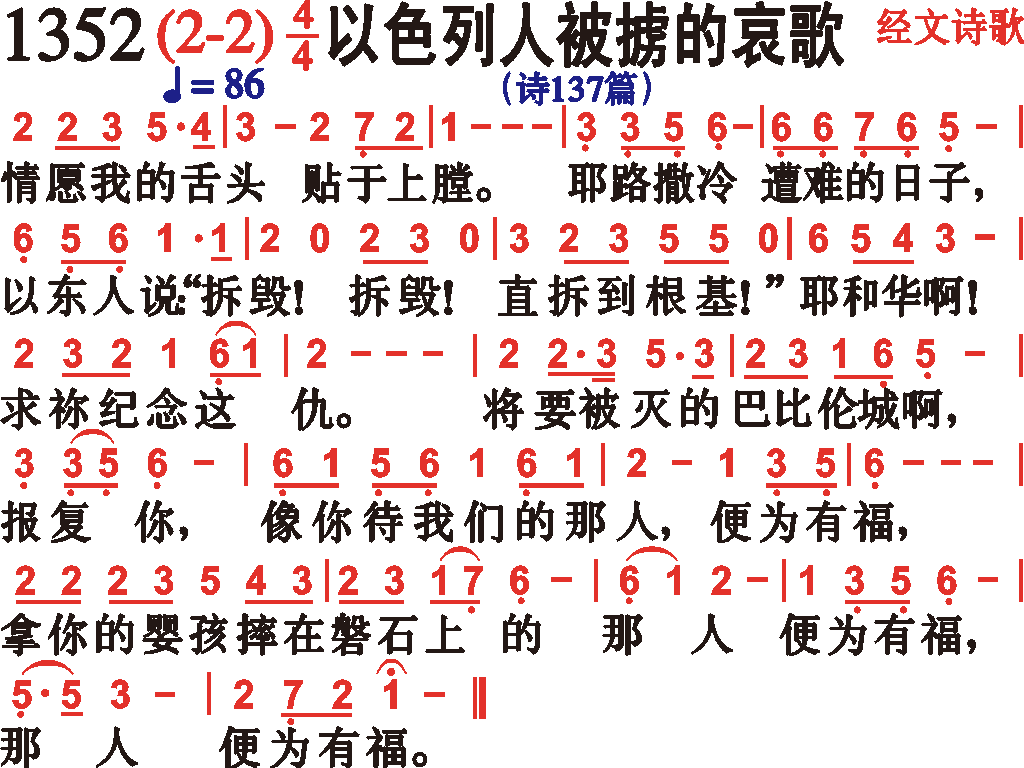 1352 (2-2) 4/4 以色列人被掳的哀歌 经文诗歌
♩= 86 (诗137篇)
2 2 3 5·4|3 - 2 7 2|1 - - -|3 3 5 6 -|6 6 7 6 5 - |
情愿我的舌头 贴于上膛。 耶路撒冷 遭难的日子，
6 5 6 1 ·1|2 0 2 3 0|3 2 3 5 5 0|6 5 4 3 - |
以东人说：“拆毁！ 拆毁！ 直拆到根基！”耶和华啊！
2 3 2 1 6 1 | 2 - - - | 2 2·3 5·3|2 3 1 6 5 - |
求祢纪念这 仇。 将要被灭的巴比伦城啊，
3 3 5 6 - | 6 1 5 6 1 6 1 | 2 - 1 3 5|6 - - - |
报复 你， 像你待我们的那人， 便为有福，
2 2 2 3 5 4 3|2 3 1 7 6 - | 6 1 2 - |1 3 5 6 - |
拿你的婴孩摔在磐石上 的 那 人 便为有福，
5·5 3 - | 2 7 2 1 - ‖
那 人 便为有福。